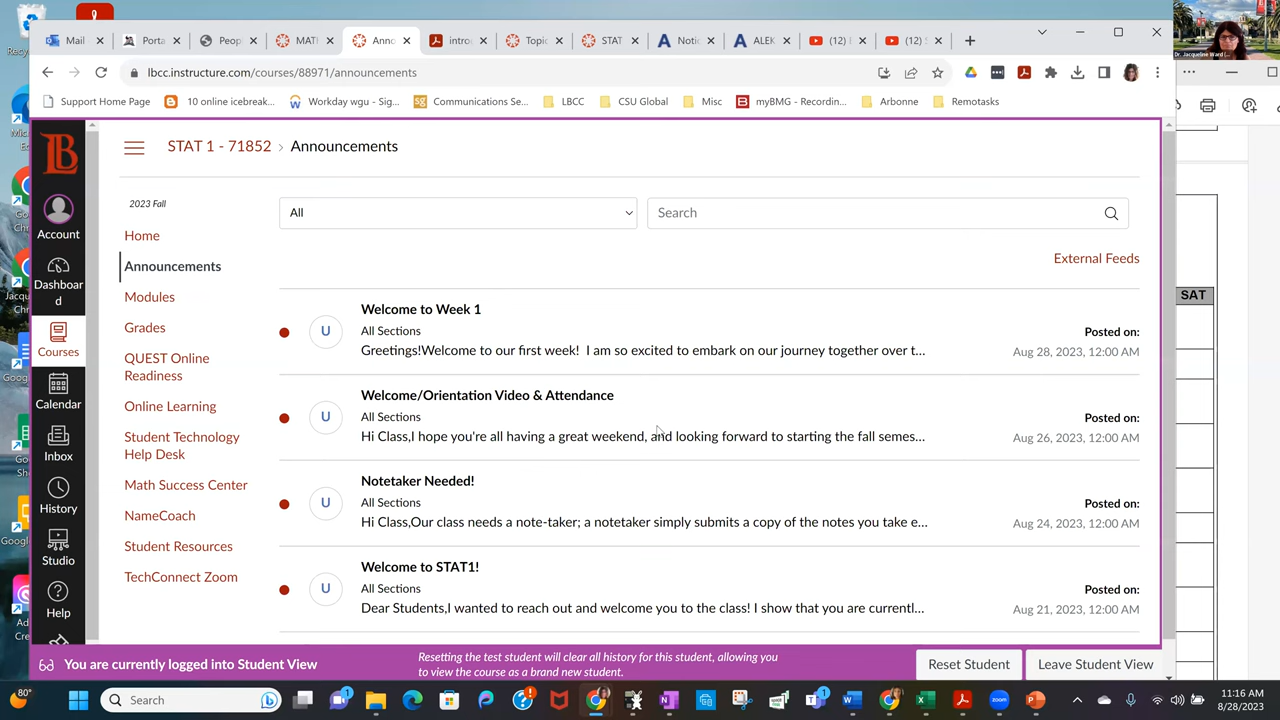 Mail
Porta
Peop
MAT
Anno
intr
STAT
ALEK
(12)
(12)
lbcc.instructure.com/courses/88971/announcements
Support Home Page
10 online icebreak...
Workday wgu - Sig...
Communications Se...
LBCC
CSU Global
Misc
myBMG - Recordin...
Arbonne
Remotasks
STAT 1 - 71852 › Announcements
2023 Fall
All
Search
Account
Dashboar
d
Courses
Calendar
Inbox
History
Studio
Help
Home
Announcements
Modules
Grades
QUEST Online
Readiness
Online Learning
Student Technology
Help Desk
Math Success Center
NameCoach
Student Resources
TechConnect Zoom
External Feeds
Welcome to Week 1
U
All Sections
Posted on:
Greetings!Welcome to our first week! I am so excited to embark on our journey together over t...
Aug 28, 2023, 12:00 AM
Welcome/Orientation Video & Attendance
U
All Sections
Posted on:
Hi Class,I hope you're all having a great weekend, and looking forward to starting the fall semes...
Aug 26, 2023, 12:00 AM
Notetaker Needed!
U
All Sections
Posted on:
Hi Class,Our class needs a note-taker; a notetaker simply submits a copy of the notes you take e...
Aug 24, 2023, 12:00 AM
Welcome to STAT1!
U
All Sections
Posted on:
Dear Students,I wanted to reach out and welcome you to the class! I show that you are currentl...
Aug 21, 2023, 12:00 AM
SAT
You are currently logged into Student View
Resetting the test student will clear all history for this student, allowing you
to view the course as a brand new student.
Reset Student
Leave Student View
80°
Search
11:16 AM
8/28/2023